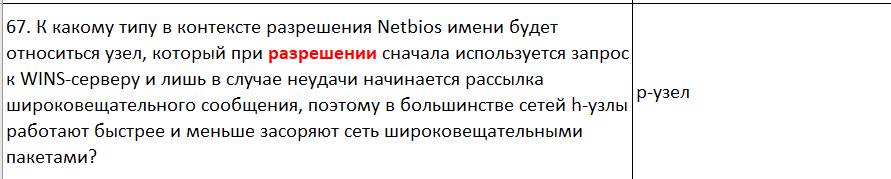 67. К какому типу в контексте разрешения Netbios имени будет
относиться узел, который при разрешении сначала используется запрос
к WINS-серверу и лишь в случае неудачи начинается рассылка
широковещательного сообщения, поэтому в большинстве сетей h-узлы
работают быстрее и меньше засоряют сеть широковещательными
пакетами?
р-узел